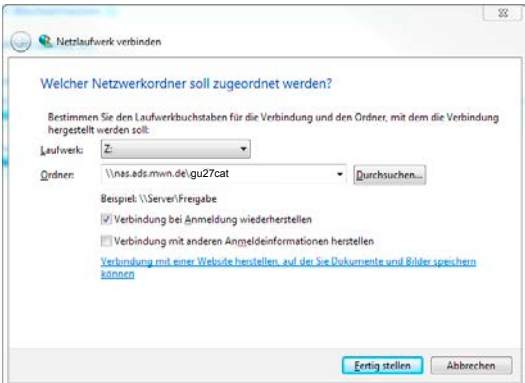 Netzlaufwerk verbinden
Welcher Netzwerkordner soll zugeordnet werden?
Bestimmen Sie den Laufwerkbuchstaben für die Verbindung und den Ordner, mit dem die Verbindung
hergestellt werden soll:
Laufwerk: Z:
Ordner: \\nas.ads.mwn.de\gu27cat Durchsuchen...
Beispiel: \\Server\Freigabe
Verbindung bei Anmeldung wiederherstellen
Verbindung mit anderen Anmeldeinformationen herstellen
Verbindung mit einer Website herstellen, auf der Sie Dokumente und Bilder speichern
können
Fertig stellen Abbrechen